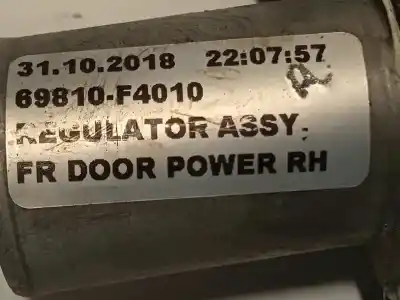 31.10.2018 22:07:57
69810-F4010
REGULATOR ASSY,
FR DOOR POWER RH